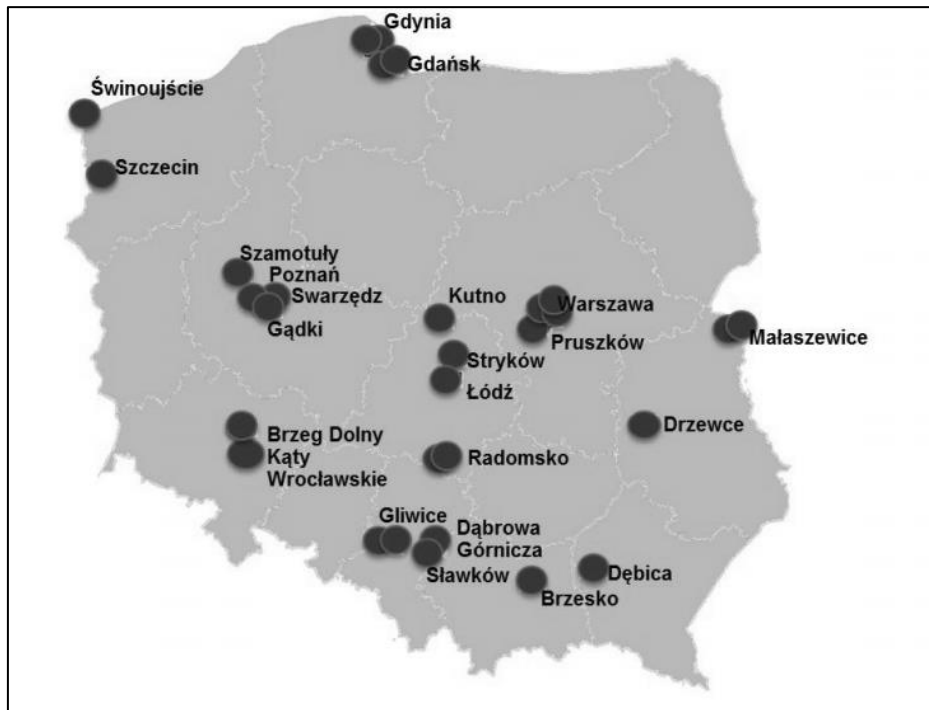 Gdynia
Gdańsk
Świnoujście
Szczecin
Szamotuły
Poznań
Swarzędz
Gądki
Kutno
Warszawa
Pruszków
Małaszewice
Stryków
Łódź
Drzewce
Brzeg Dolny
Kąty
Wrocławskie
Radomsko
Gliwice
Dąbrowa
Górnicza
Sławków
Dębica
Brzesko